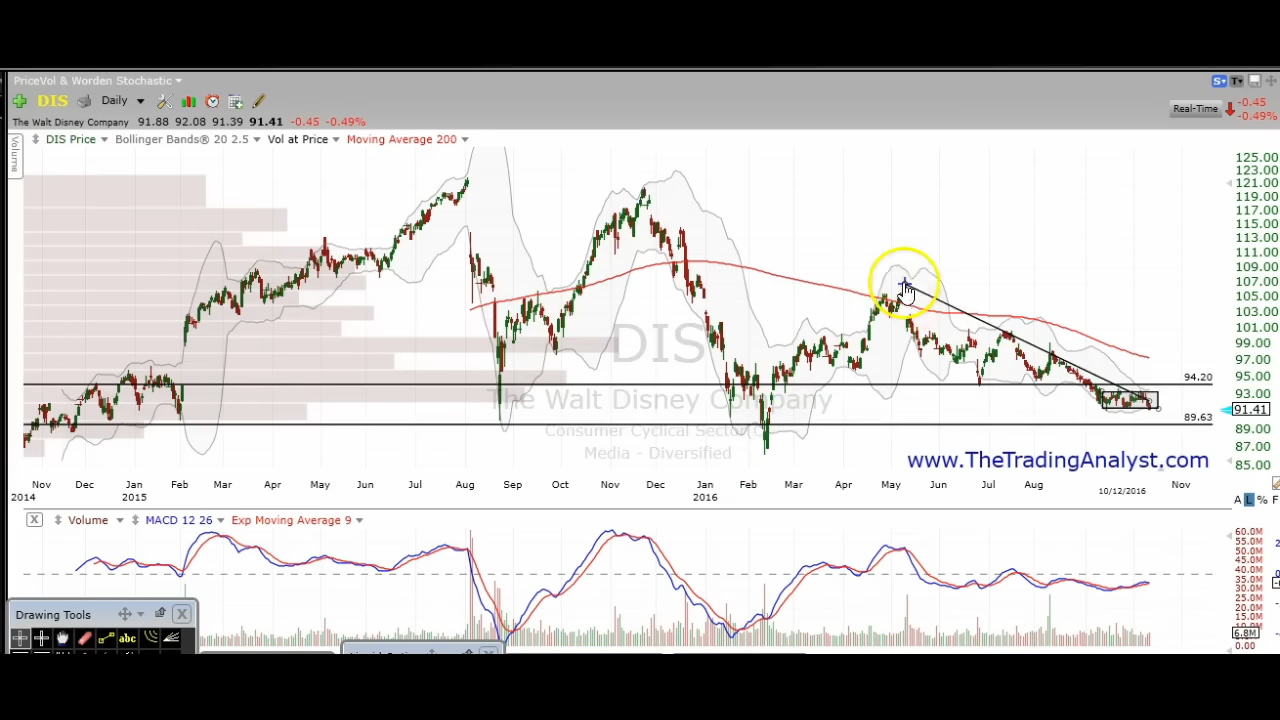 PriceVol & Worden Stochastic
S T
DIS Daily
Real-Time -0.45
-0.49%
The Walt Disney Company 91.88 92.08 91.39 91.41 -0.45 -0.49%
DIS Price Bollinger Bands® 20 2.5 Vol at Price Moving Average 200
Volume
125.00
123.00
121.00
119.00
117.00
115.00
113.00
111.00
109.00
107.00
105.00
103.00
101.00
99.00
97.00
95.00
93.00
91.41
89.00
87.00
85.00
94.20
89.63
DIS
The Walt Disney Company
Consumer Cyclical Sector
Media - Diversified
www.TheTradingAnalyst.com
Nov Dec Jan Feb Mar Apr May Jun Jul Aug Sep Oct Nov Dec Jan Feb Mar Apr May Jun Jul Aug 10/12/2016 Nov
2014 2015 2016
A L % F
X Volume MACD 12 26 Exp Moving Average 9
60.0M
55.0M
50.0M
45.0M
40.0M
35.0M
30.0M
25.0M
20.0M
15.0M
6.8M
0.00
Drawing Tools X
abc